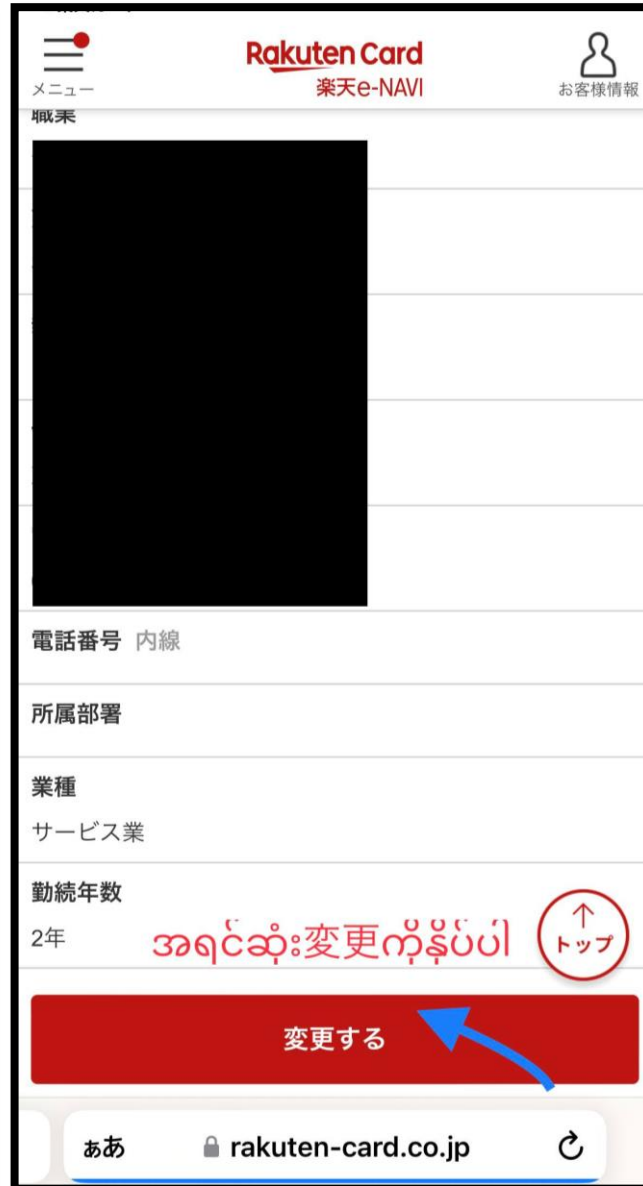 Rakuten Card
楽天e-NAVI
メニュー
お客様情報
職業
電話番号 内線
所属部署
業種
サービス業
勤続年数
2年
အရင်ဆုံး変更ကိုနှိပ်ပါ
トップ
変更する
ぁあ
rakuten-card.co.jp